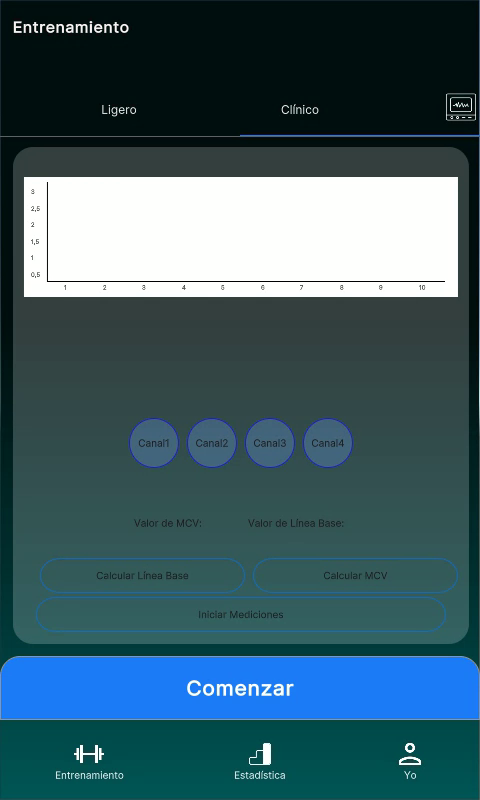 Entrenamiento
Ligero
Clínico
3
2,5
2
1,5
1
0,5
1 2 3 4 5 6 7 8 9 10
Canal1 Canal2 Canal3 Canal4
Valor de MCV: Valor de Línea Base:
Calcular Línea Base Calcular MCV
Iniciar Mediciones
Comenzar
Entrenamiento Estadística Yo